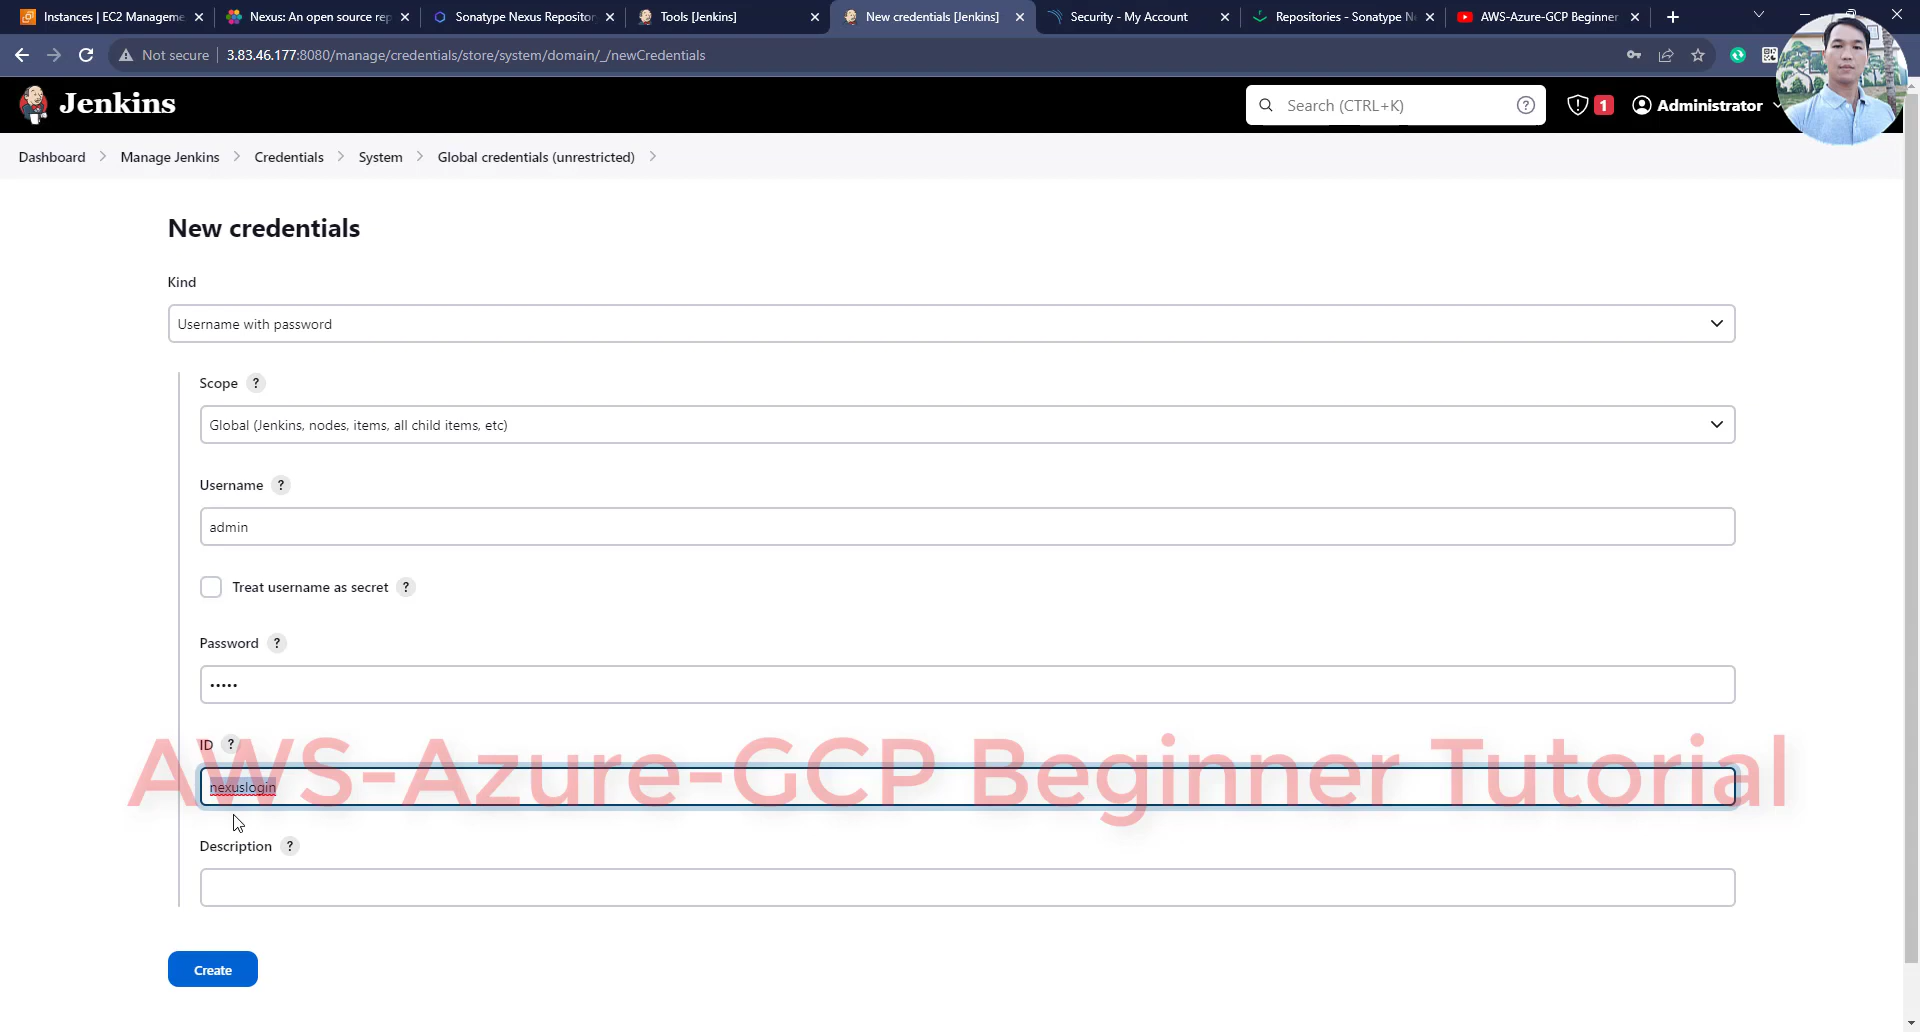 Instances | EC2 Manageme
Nexus: An open source rep
Sonatype Nexus Repository
Tools [Jenkins]
New credentials [Jenkins]
Security - My Account
Repositories - Sonatype N
AWS-Azure-GCP Beginner
Not secure
3.83.46.177:8080/manage/credentials/store/system/domain/_/newCredentials
Jenkins
Search (CTRL+K)
?
1
Administrator
Dashboard
Manage Jenkins
Credentials
System
Global credentials (unrestricted)
New credentials
Kind
Username with password
Scope ?
Global (Jenkins, nodes, items, all child items, etc)
Username ?
admin
Treat username as secret ?
Password ?
•••••
ID ?
AWS-Azure-GCP Beginner Tutorial
nexuslogin
Description ?
Create